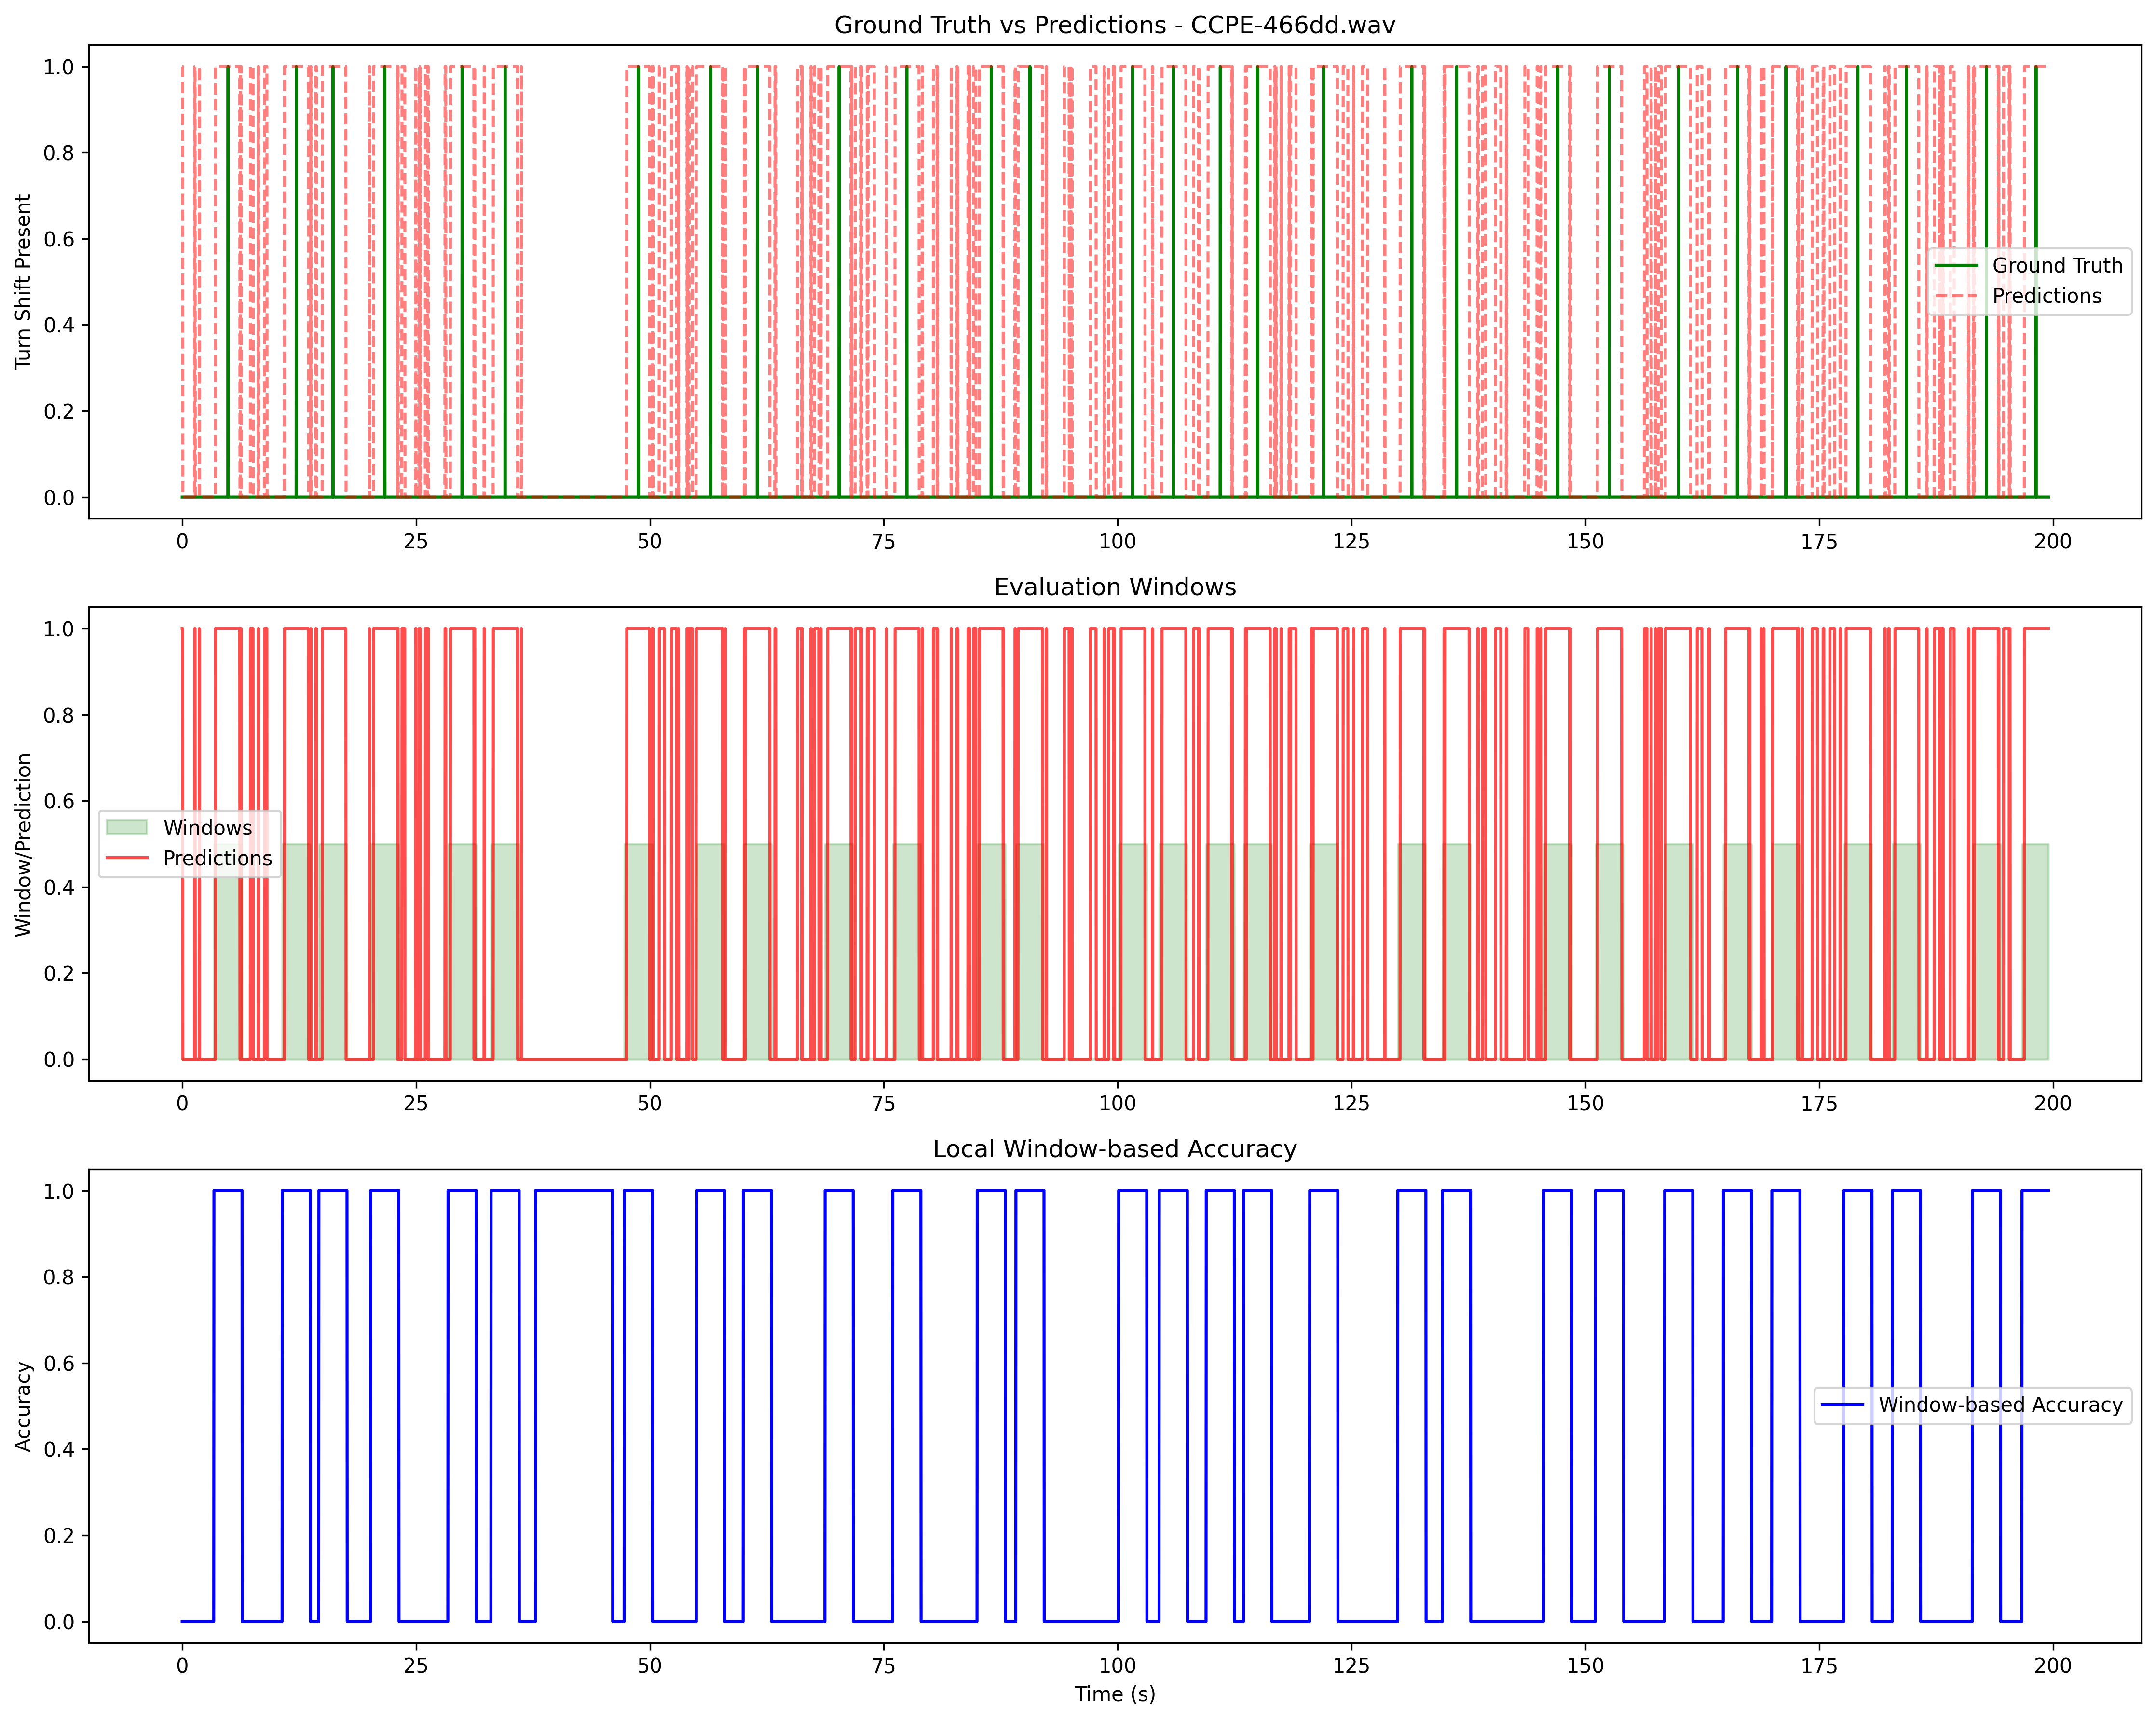 Ground Truth vs Predictions - CCPE-466dd.wav
1.0
0.8
0.6
0.4
0.2
0.0
Turn Shift Present
Ground Truth
Predictions
0 25 50 75 100 125 150 175 200
Evaluation Windows
1.0
0.8
0.6
0.4
0.2
0.0
Window/Prediction
Windows
Predictions
0 25 50 75 100 125 150 175 200
Local Window-based Accuracy
1.0
0.8
0.6
0.4
0.2
0.0
Accuracy
Window-based Accuracy
0 25 50 75 100 125 150 175 200
Time (s)